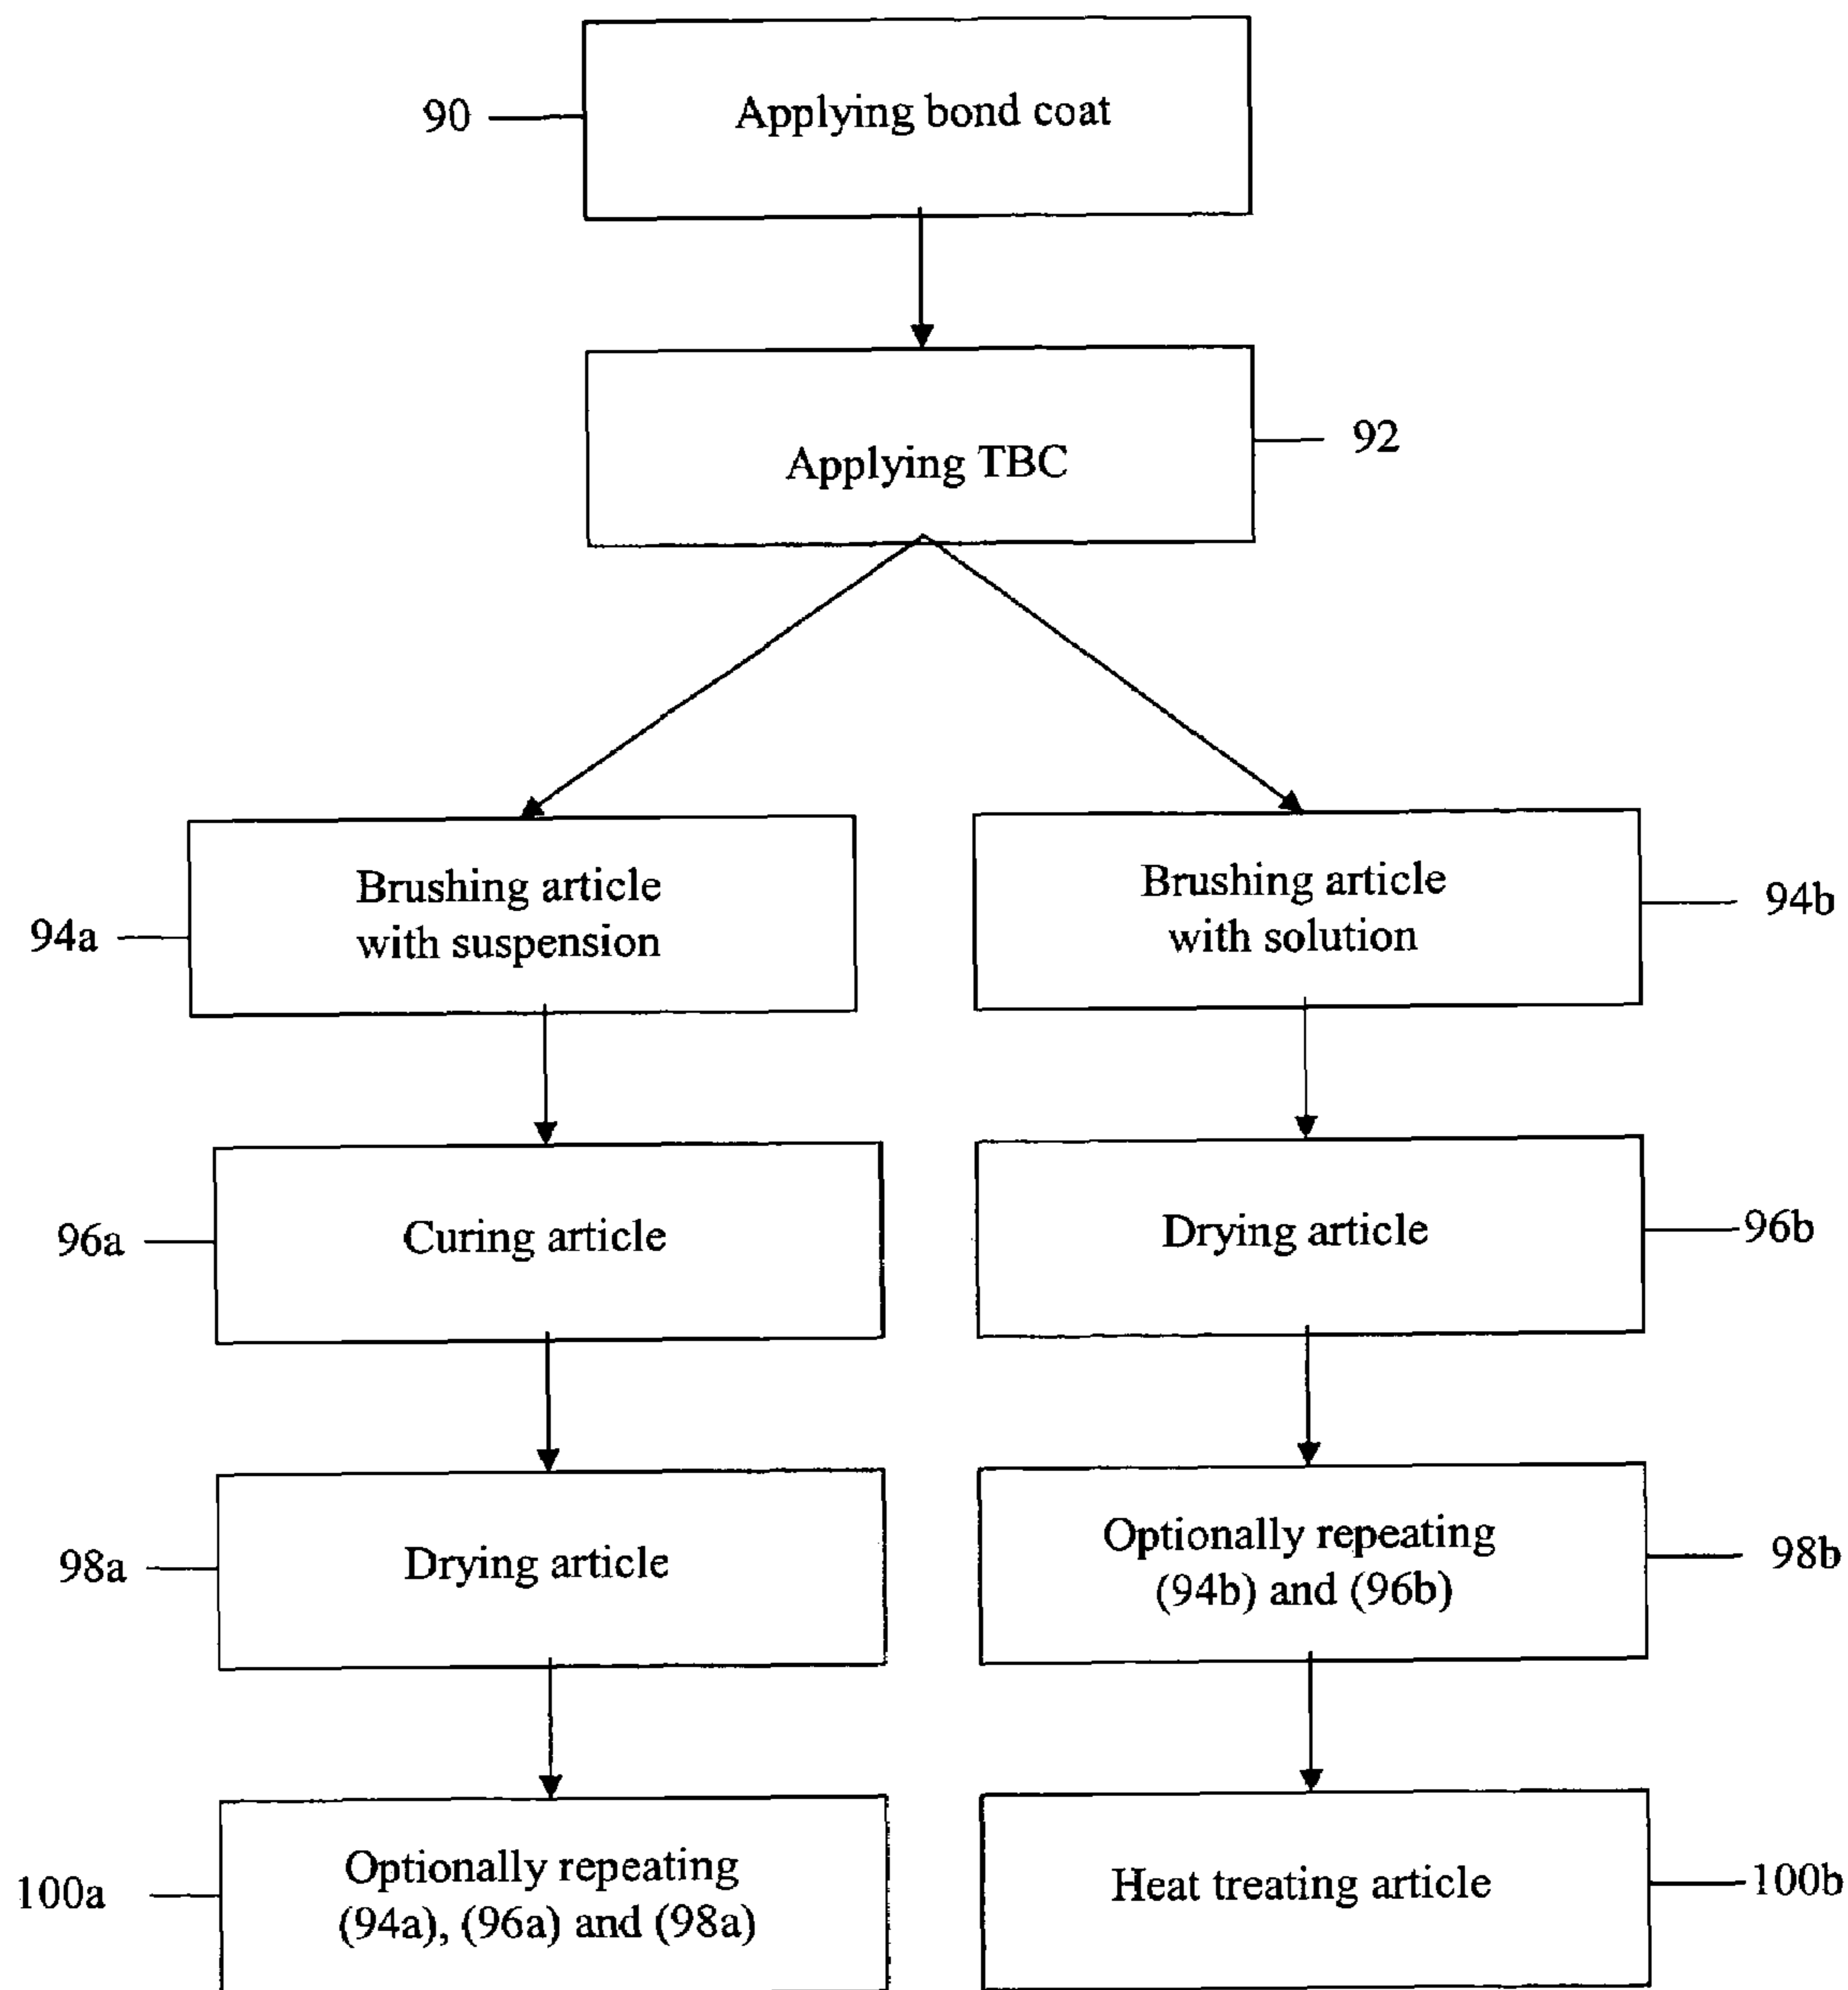 90
Applying bond coat
Applying TBC
92
Brushing article
with suspension
94a
Brushing article
with solution
94b
96a
Curing article
Drying article
96b
98a
Drying article
Optionally repeating
(94b) and (96b)
98b
100a
Optionally repeating
(94a), (96a) and (98a)
Heat treating article
100b